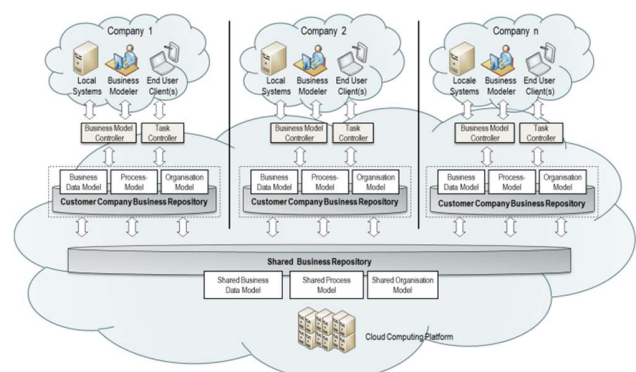 Company 1
Company 2
Company n
Local
Systems
Business
Modeler
End User
Client(s)
Local
Systems
Business
Modeler
End User
Client(s)
Locale
Systems
Business
Modeler
End User
Client(s)
Business Model
Controller
Task
Controller
Business Model
Controller
Task
Controller
Business Model
Controller
Task
Controller
Business
Data Model
Process-
Model
Organisation
Model
Business
Data Model
Process-
Model
Organisation
Model
Business
Data Model
Process-
Model
Organisation
Model
Customer Company Business Repository
Customer Company Business Repository
Customer Company Business Repository
Shared Business Repository
Shared Business
Data Model
Shared Process
Model
Shared Organisation
Model
Cloud Computing Platform